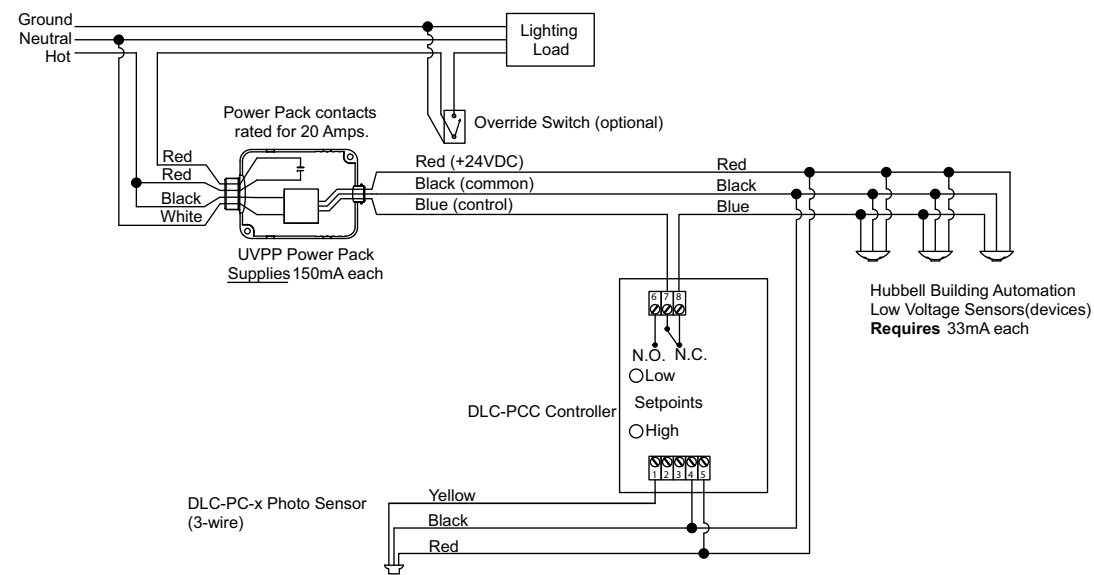 Ground
Neutral
Hot
Lighting
Load
Power Pack contacts
rated for 20 Amps.
Override Switch (optional)
Red
Red
Black
White
Red (+24VDC)
Black (common)
Blue (control)
Red
Black
Blue
UVPP Power Pack
Supplies 150mA each
Hubbell Building Automation
Low Voltage Sensors(devices)
Requires 33mA each
6 7 8
N.O. N.C.
Low
Setpoints
High
DLC-PCC Controller
1 2 3 4 5
DLC-PC-x Photo Sensor
(3-wire)
Yellow
Black
Red